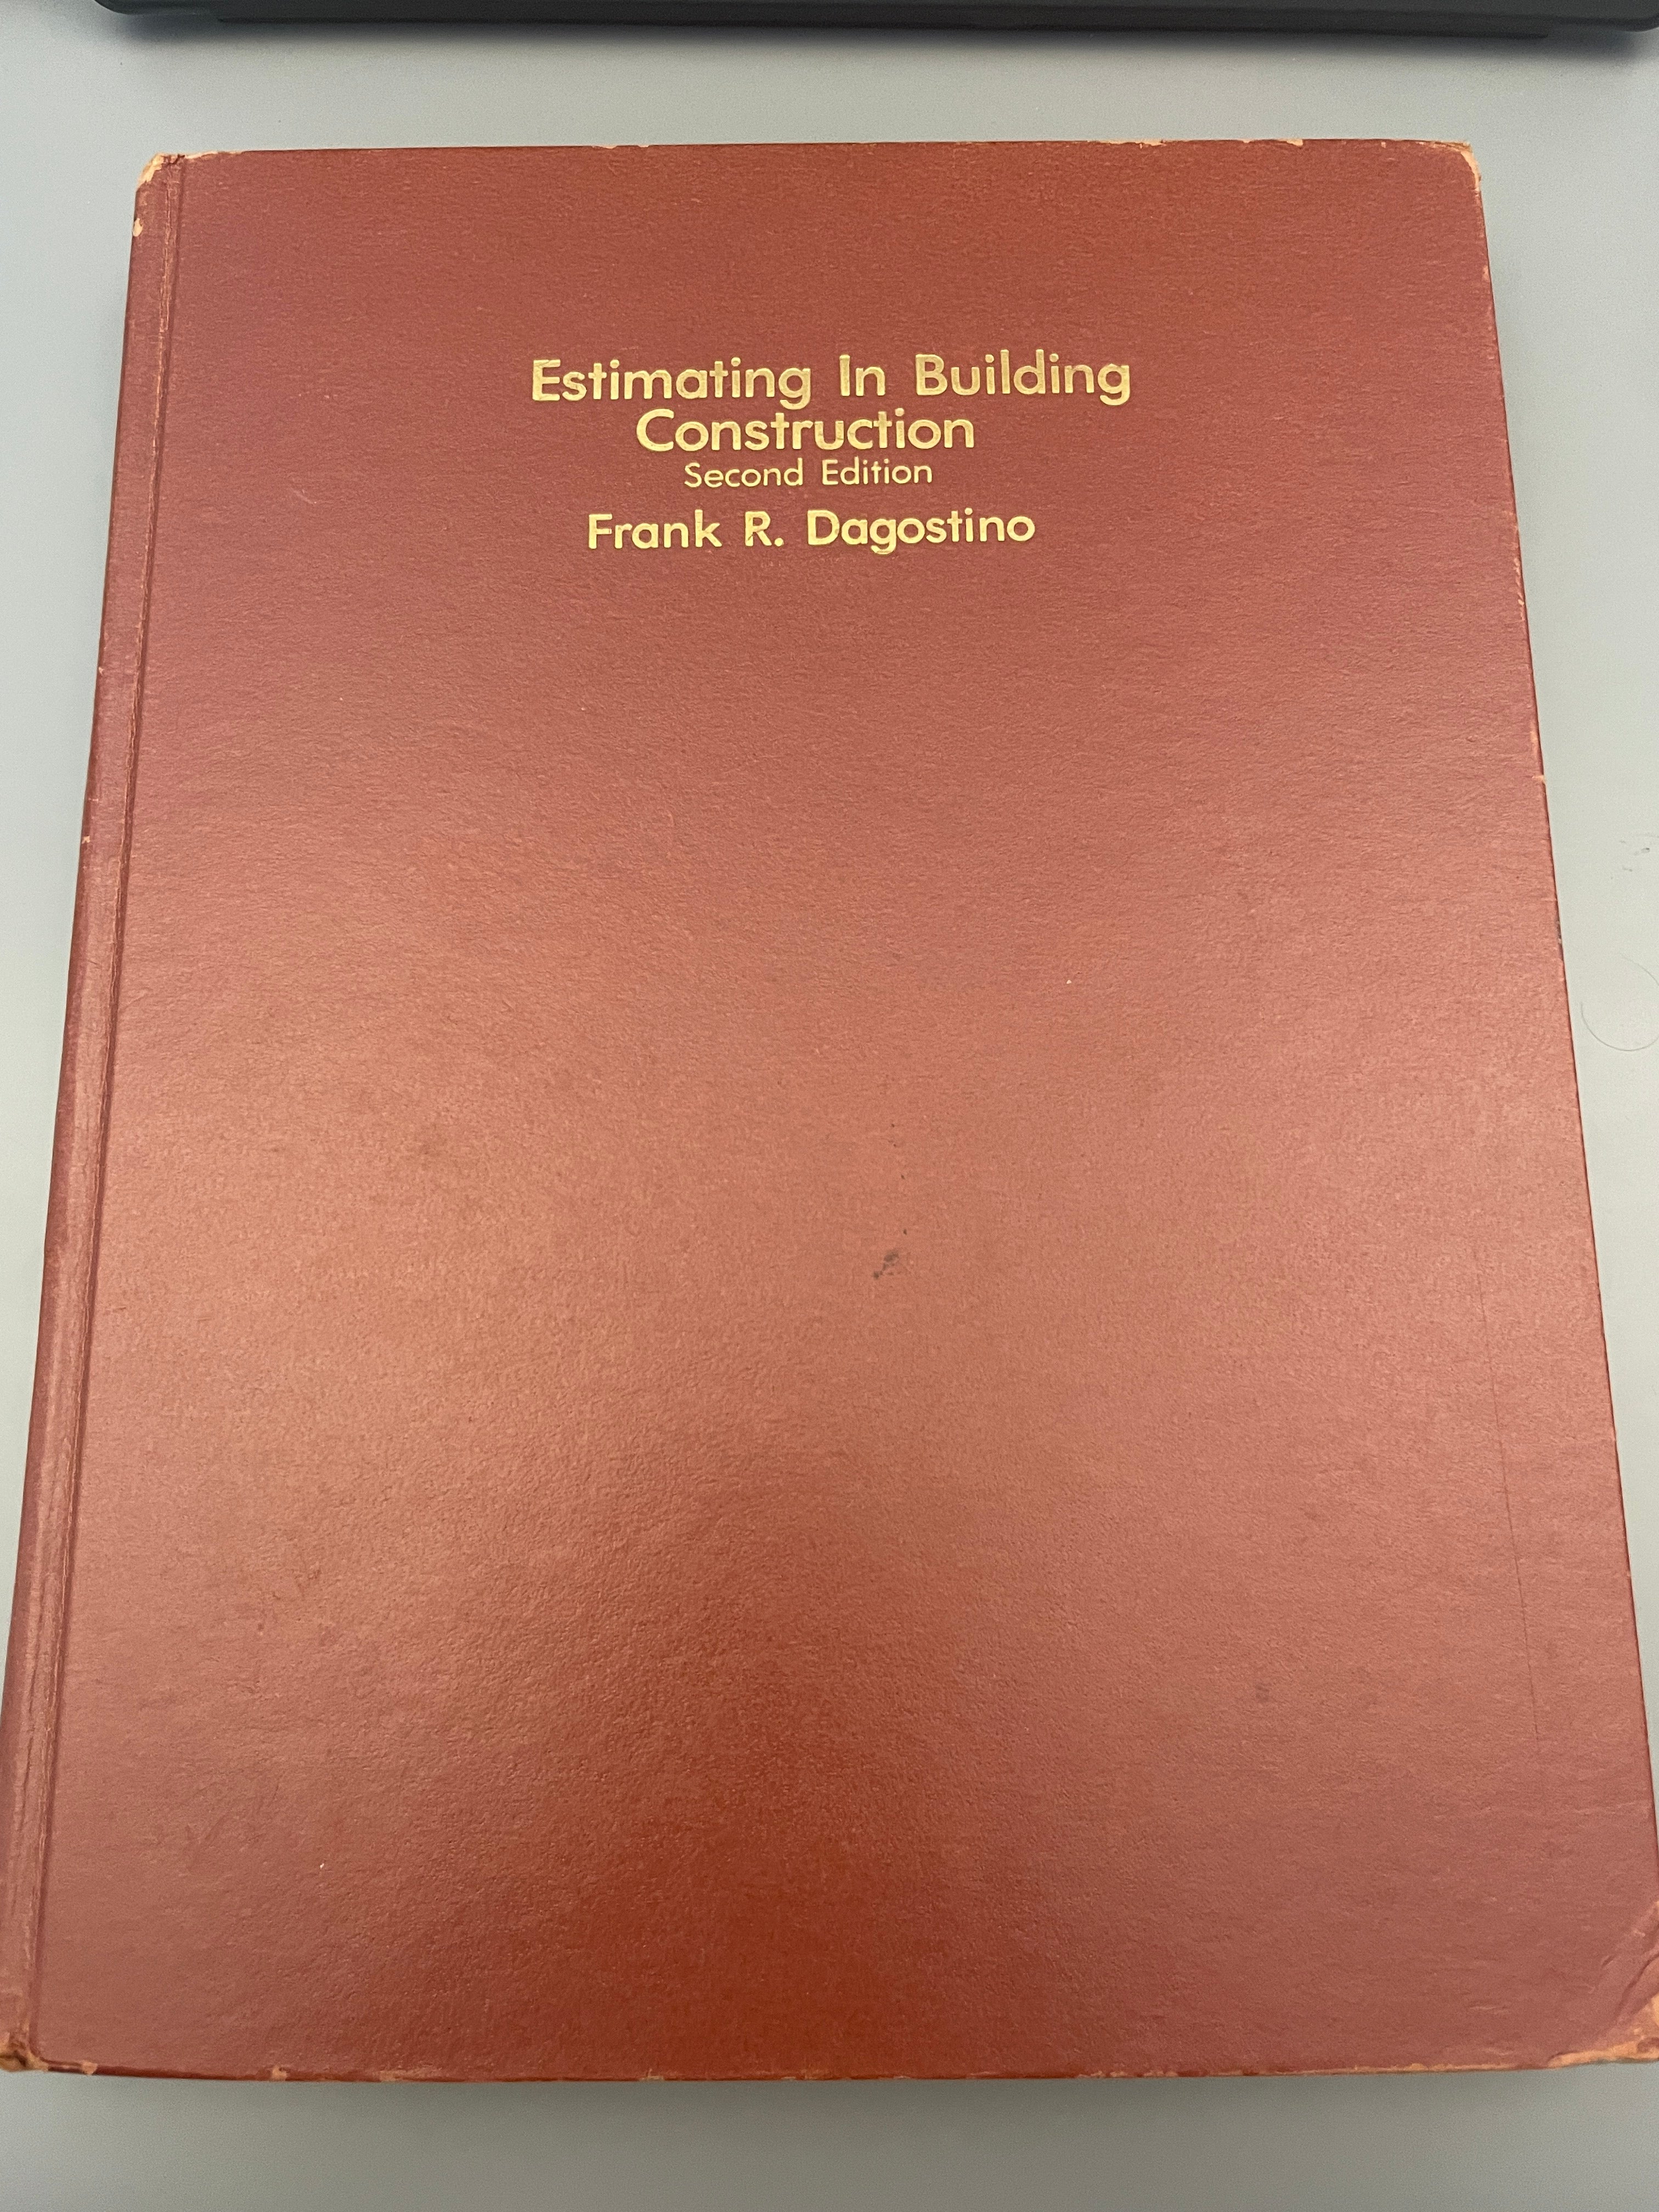 Estimating In Building
Construction
Second Edition
Frank R. Dagostino